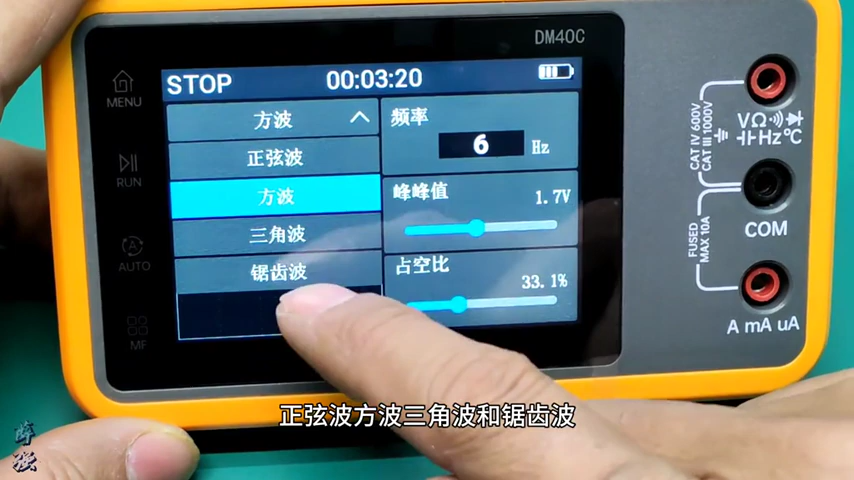 DM40C
STOP
00:03:20
MENU
RUN
AUTO
MF
方波
正弦波
方波
三角波
锯齿波
频率
6 Hz
峰峰值
1.7V
占空比
33.1%
CAT IV 600V
CAT III 1000V
FUSED
MAX 10A
VΩ
Hz℃
COM
A mA uA
正弦波方波三角波和锯齿波